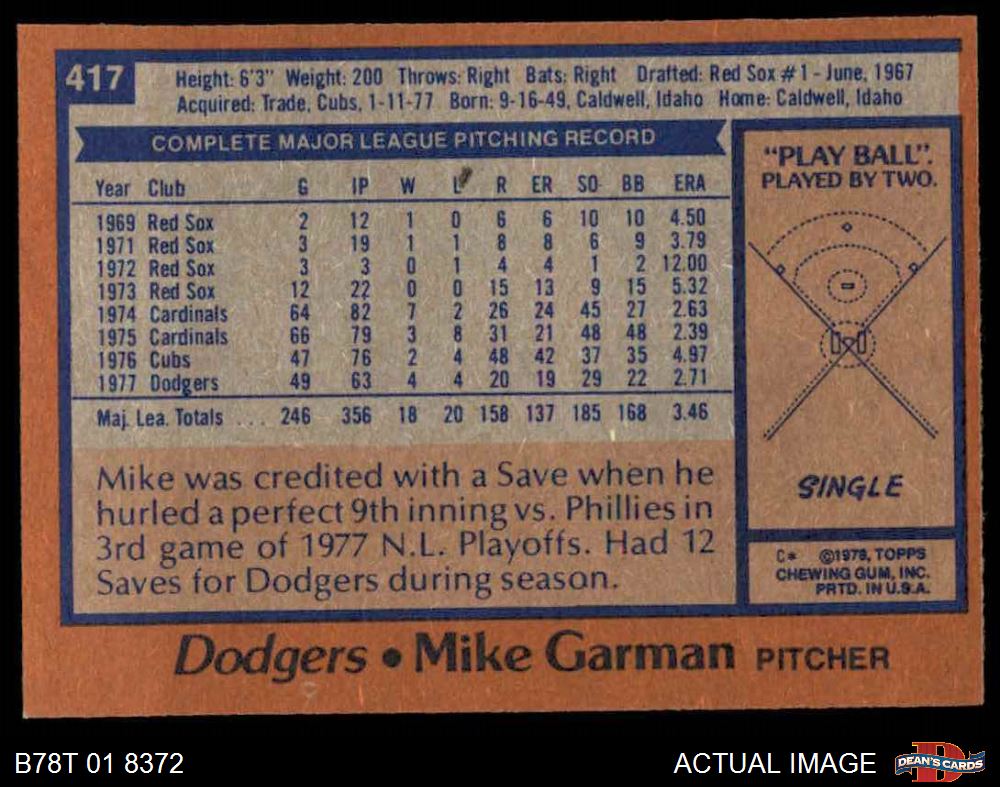 417
Height: 6'3" Weight: 200 Throws: Right Bats: Right Drafted: Red Sox #1 - June, 1967
Acquired: Trade, Cubs, 1-11-77 Born: 9-16-49, Caldwell, Idaho Home: Caldwell, Idaho
COMPLETE MAJOR LEAGUE PITCHING RECORD
Year Club G IP W L R ER SO BB ERA
1969 Red Sox 2 12 1 0 6 6 10 10 4.50
1971 Red Sox 3 19 1 1 8 8 6 9 3.79
1972 Red Sox 3 3 0 1 4 4 1 2 12.00
1973 Red Sox 12 22 0 0 15 13 9 15 5.32
1974 Cardinals 64 82 7 2 26 24 45 27 2.63
1975 Cardinals 66 79 3 8 31 21 48 48 2.39
1976 Cubs 47 76 2 4 48 42 37 35 4.97
1977 Dodgers 49 63 4 4 20 19 29 22 2.71
Maj. Lea. Totals ... 246 356 18 20 158 137 185 168 3.46
Mike was credited with a Save when he
hurled a perfect 9th inning vs. Phillies in
3rd game of 1977 N.L. Playoffs. Had 12
Saves for Dodgers during season.
"PLAY BALL".
PLAYED BY TWO.
SINGLE
C* ©1978, TOPPS
CHEWING GUM, INC.
PRTD. IN U.S.A.
Dodgers • Mike Garman PITCHER
B78T 01 8372
ACTUAL IMAGE
D
DEAN'S CARDS